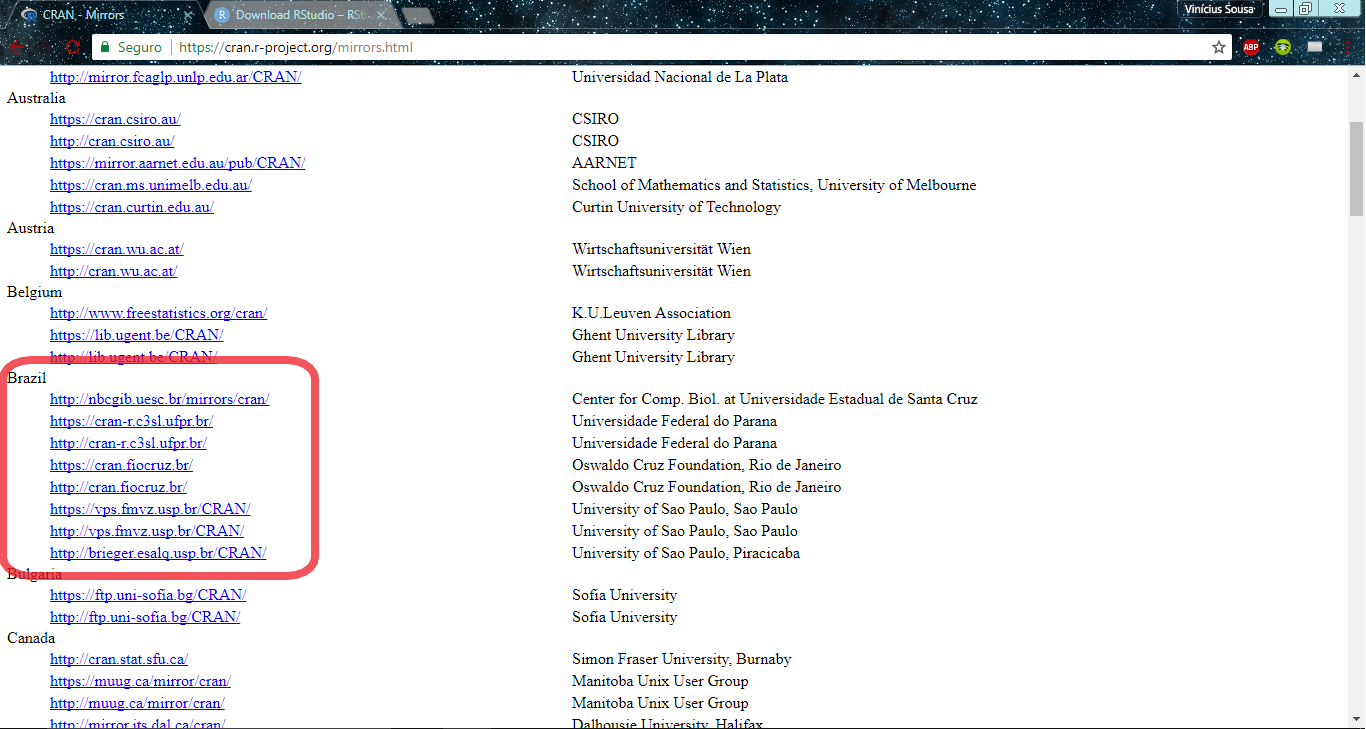 CRAN - Mirrors
Download RStudio – RSt
Vinícius Sousa
Seguro https://cran.r-project.org/mirrors.html
ABP
http://mirror.fcaglp.unlp.edu.ar/CRAN/ Universidad Nacional de La Plata
Australia
https://cran.csiro.au/ CSIRO
http://cran.csiro.au/ CSIRO
https://mirror.aarnet.edu.au/pub/CRAN/ AARNET
https://cran.ms.unimelb.edu.au/ School of Mathematics and Statistics, University of Melbourne
https://cran.curtin.edu.au/ Curtin University of Technology
Austria
https://cran.wu.ac.at/ Wirtschaftsuniversität Wien
http://cran.wu.ac.at/ Wirtschaftsuniversität Wien
Belgium
http://www.freestatistics.org/cran/ K.U.Leuven Association
https://lib.ugent.be/CRAN/ Ghent University Library
http://lib.ugent.be/CRAN/ Ghent University Library
Brazil
http://nbcgib.uesc.br/mirrors/cran/ Center for Comp. Biol. at Universidade Estadual de Santa Cruz
https://cran-r.c3sl.ufpr.br/ Universidade Federal do Parana
http://cran-r.c3sl.ufpr.br/ Universidade Federal do Parana
https://cran.fiocruz.br/ Oswaldo Cruz Foundation, Rio de Janeiro
http://cran.fiocruz.br/ Oswaldo Cruz Foundation, Rio de Janeiro
https://vps.fmvz.usp.br/CRAN/ University of Sao Paulo, Sao Paulo
http://vps.fmvz.usp.br/CRAN/ University of Sao Paulo, Sao Paulo
http://brieger.esalq.usp.br/CRAN/ University of Sao Paulo, Piracicaba
Bulgaria
https://ftp.uni-sofia.bg/CRAN/ Sofia University
http://ftp.uni-sofia.bg/CRAN/ Sofia University
Canada
http://cran.stat.sfu.ca/ Simon Fraser University, Burnaby
https://muug.ca/mirror/cran/ Manitoba Unix User Group
http://muug.ca/mirror/cran/ Manitoba Unix User Group
http://mirror.its.dal.ca/cran/ Dalhousie University, Halifax